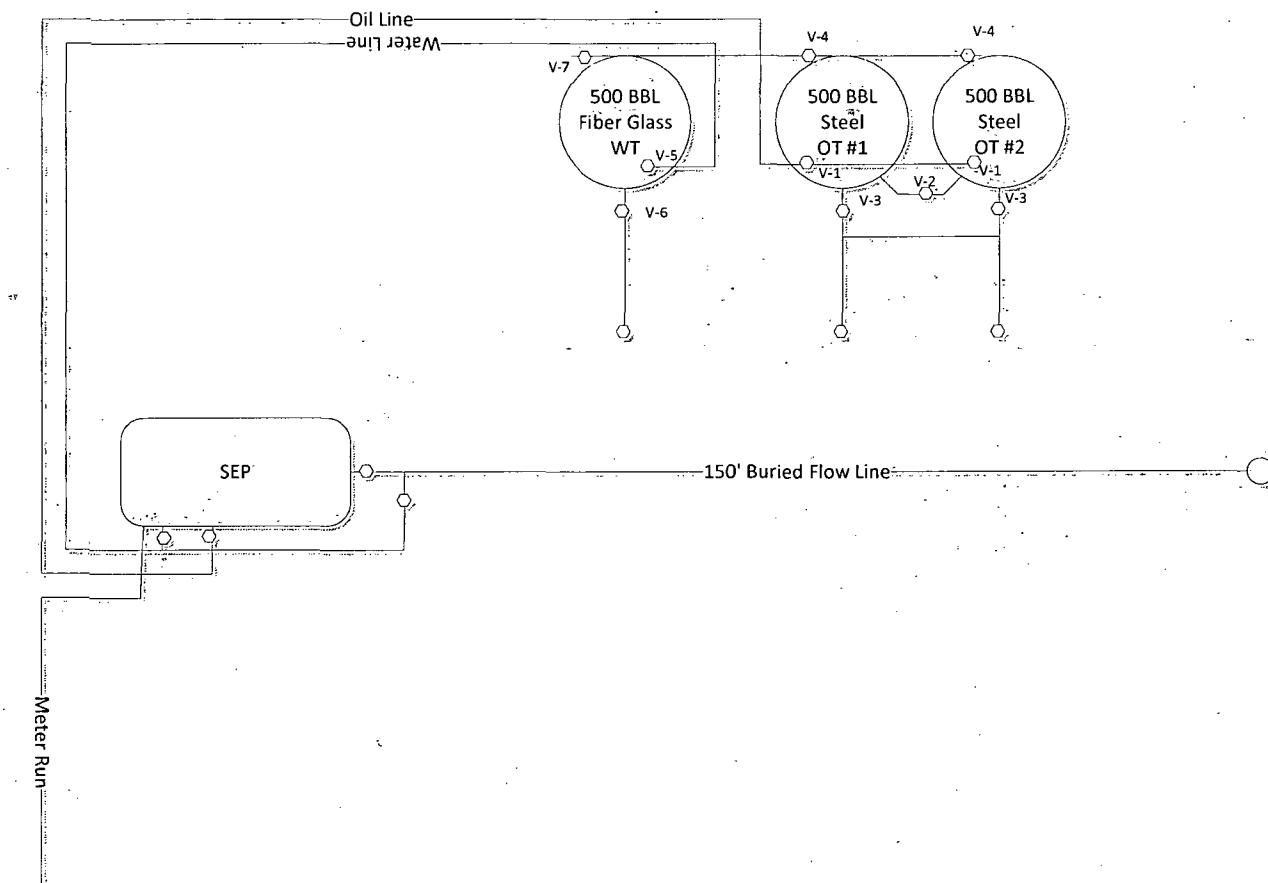 Oil Line
Water Line
V-7
V-4
V-4
500 BBL
Fiber Glass
WT
500 BBL
Steel
OT #1
500 BBL
Steel
OT #2
V-5
V-1
V-1
V-2
V-6
V-3
V-3
SEP
150' Buried Flow Line
Meter Run